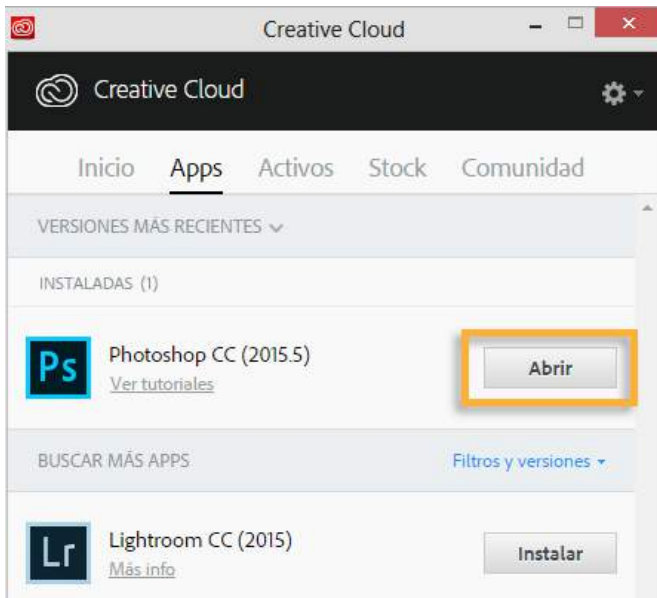 Creative Cloud
Creative Cloud
Inicio Apps Activos Stock Comunidad
VERSIONES MÁS RECIENTES
INSTALADAS (1)
Ps Photoshop CC (2015.5) Abrir
Ver tutoriales
BUSCAR MÁS APPS Filtros y versiones
Lr Lightroom CC (2015) Instalar
Más info